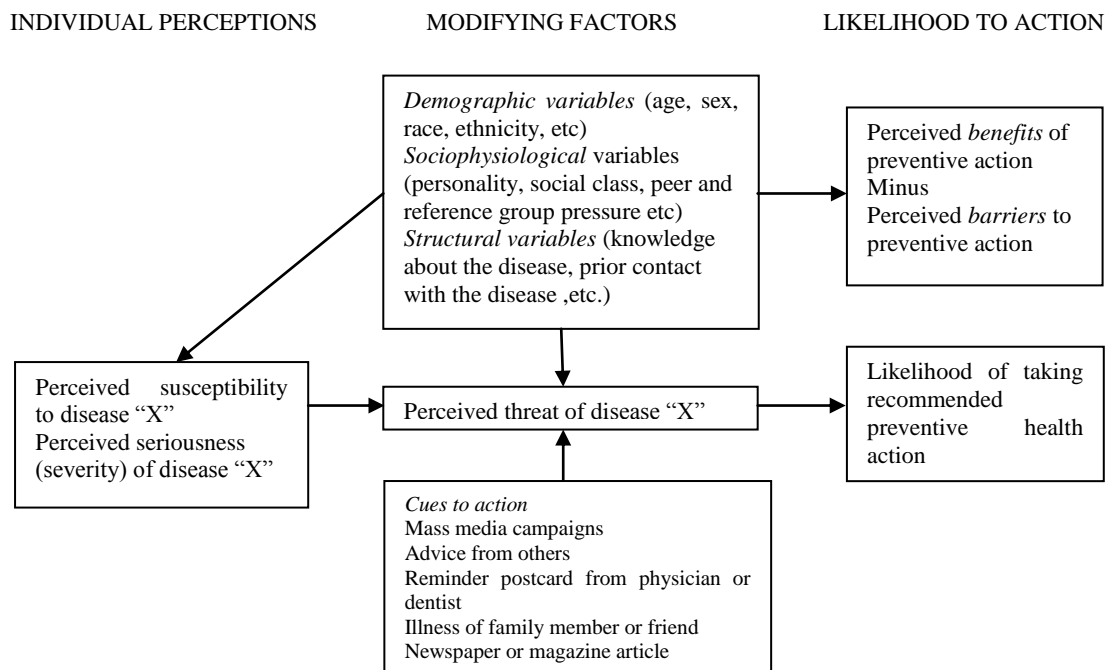 INDIVIDUAL PERCEPTIONS
MODIFYING FACTORS
LIKELIHOOD TO ACTION
Demographic variables (age, sex,
race, ethnicity, etc)
Sociophysiological variables
(personality, social class, peer and
reference group pressure etc)
Structural variables (knowledge
about the disease, prior contact
with the disease ,etc.)
Perceived benefits of
preventive action
Minus
Perceived barriers to
preventive action
Perceived susceptibility
to disease “X”
Perceived seriousness
(severity) of disease “X”
Perceived threat of disease “X”
Likelihood of taking
recommended
preventive health
action
Cues to action
Mass media campaigns
Advice from others
Reminder postcard from physician or
dentist
Illness of family member or friend
Newspaper or magazine article